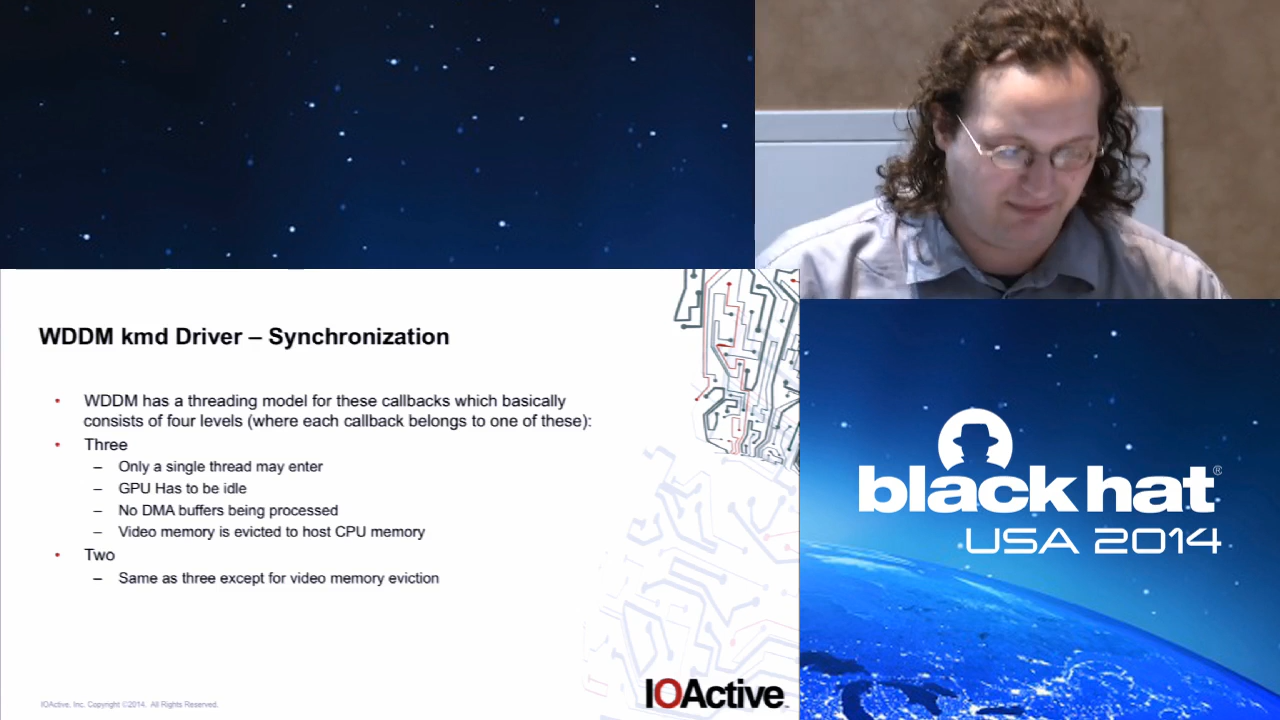 WDDM kmd Driver – Synchronization
• WDDM has a threading model for these callbacks which basically
consists of four levels (where each callback belongs to one of these):
• Three
– Only a single thread may enter
– GPU Has to be idle
– No DMA buffers being processed
– Video memory is evicted to host CPU memory
• Two
– Same as three except for video memory eviction
IOActive, Inc. Copyright ©2014. All Rights Reserved.
IOActive
black hat®
USA 2014